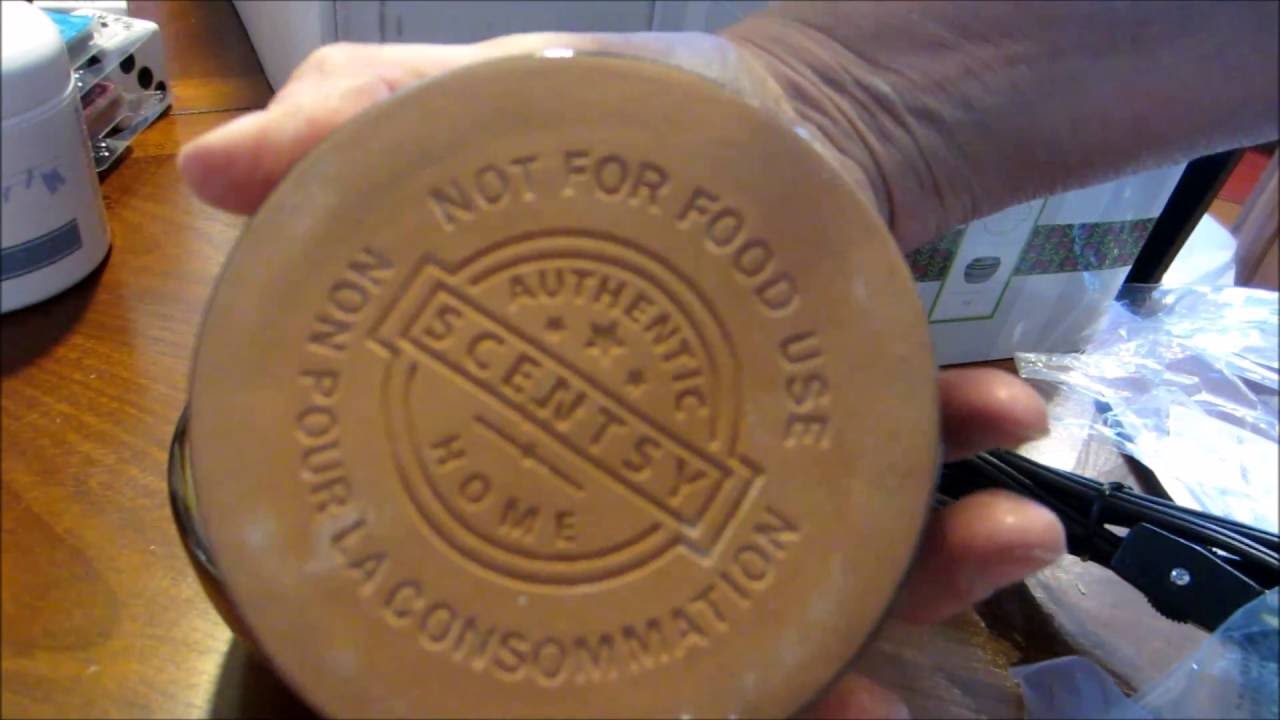 NOT FOR FOOD USE
AUTHENTIC
SCENTSY
HOME
NON POUR LA CONSOMMATION